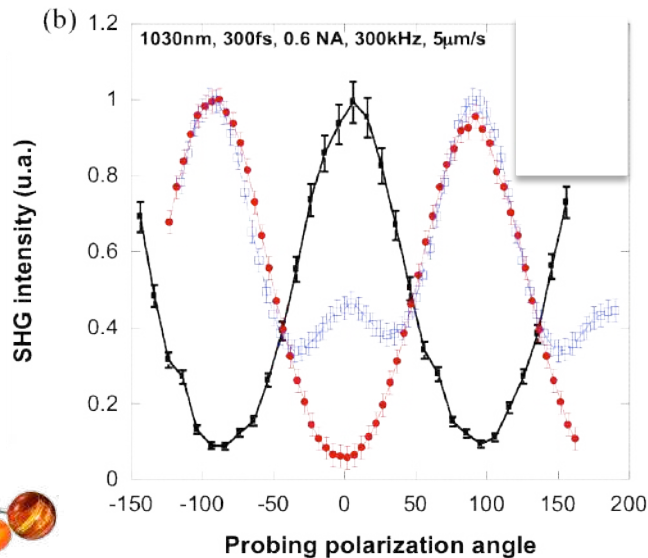 (b)
1030nm, 300fs, 0.6 NA, 300kHz, 5µm/s
SHG intensity (u.a.)
1.2
1
0.8
0.6
0.4
0.2
0
-150 -100 -50 0 50 100 150 200
Probing polarization angle